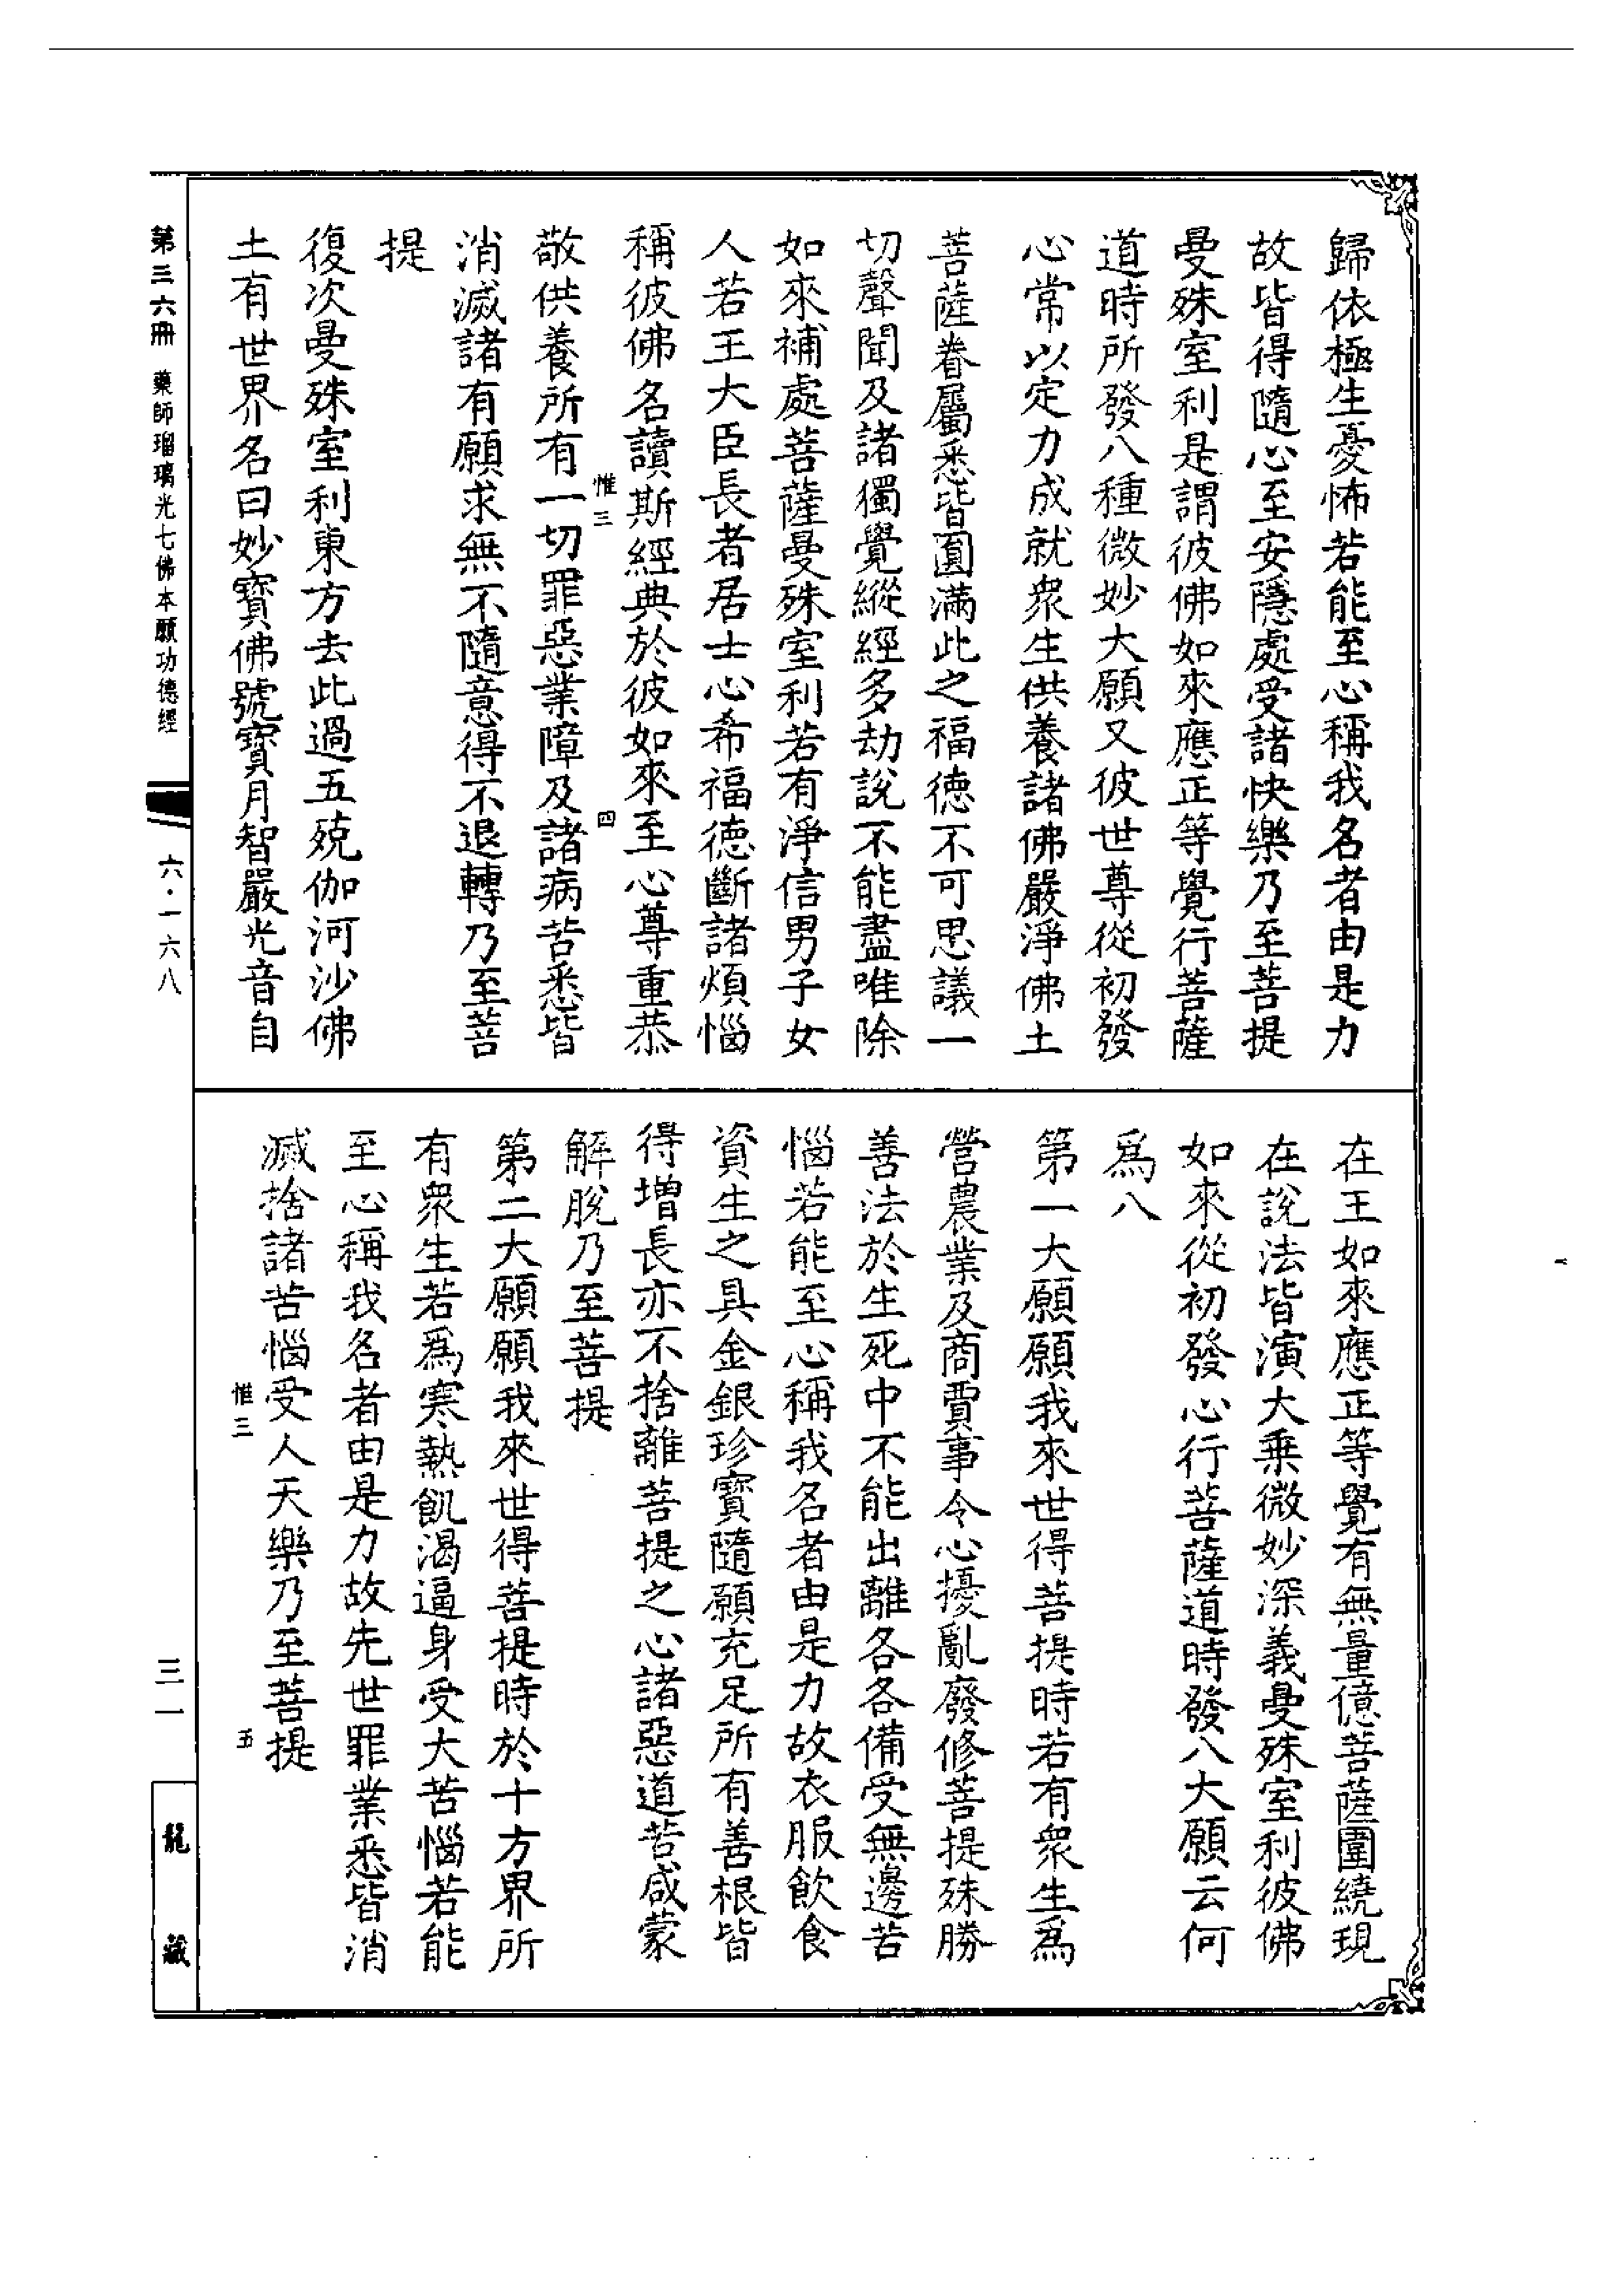 歸依極生憂怖若能至心稱我名者由是力
故皆得隨心至安隱處受諸快樂乃至菩提
曼殊室利是謂彼佛如來應正等覺行菩薩
道時所發八種微妙大願又彼世尊從初發
心常以定力成就衆生供養諸佛嚴淨佛土
菩薩眷屬悉皆圓滿此之福德不可思議一
切聲聞及諸獨覺縱經多劫說不能盡唯除
如來補處菩薩曼殊室利若有淨信男子女
人若王大臣長者居士心希福德斷諸煩惱
稱彼佛名讀斯經典於彼如來至心尊重恭
惟三
四
敬供養所有一切罪惡業障及諸病苦悉皆
消滅諸有願求無不隨意得不退轉乃至菩
提
復次曼殊室利東方去此過五殑伽河沙佛
土有世界名曰妙寶佛號寶月智嚴光音自
在王如來應正等覺有無量億菩薩圍繞現
在說法皆演大乘微妙深義曼殊室利彼佛
如來從初發心行菩薩道時發八大願云何
爲八
第一大願願我來世得菩提時若有衆生爲
營農業及商賈事令心擾亂廢修菩提殊勝
善法於生死中不能出離各各備受無邊苦
惱若能至心稱我名者由是力故衣服飲食
資生之具金銀珍寶隨願充足所有善根皆
得增長亦不捨離菩提之心諸惡道苦咸蒙
解脫乃至菩提
第二大願願我來世得菩提時於十方界所
有衆生若爲寒熱飢渴逼身受大苦惱若能
至心稱我名者由是力故先世罪業悉皆消
滅捨諸苦惱受人天樂乃至菩提
惟三
五
第三六冊 藥師瑠璃光七佛本願功德經
六·一六八
三一
龍藏